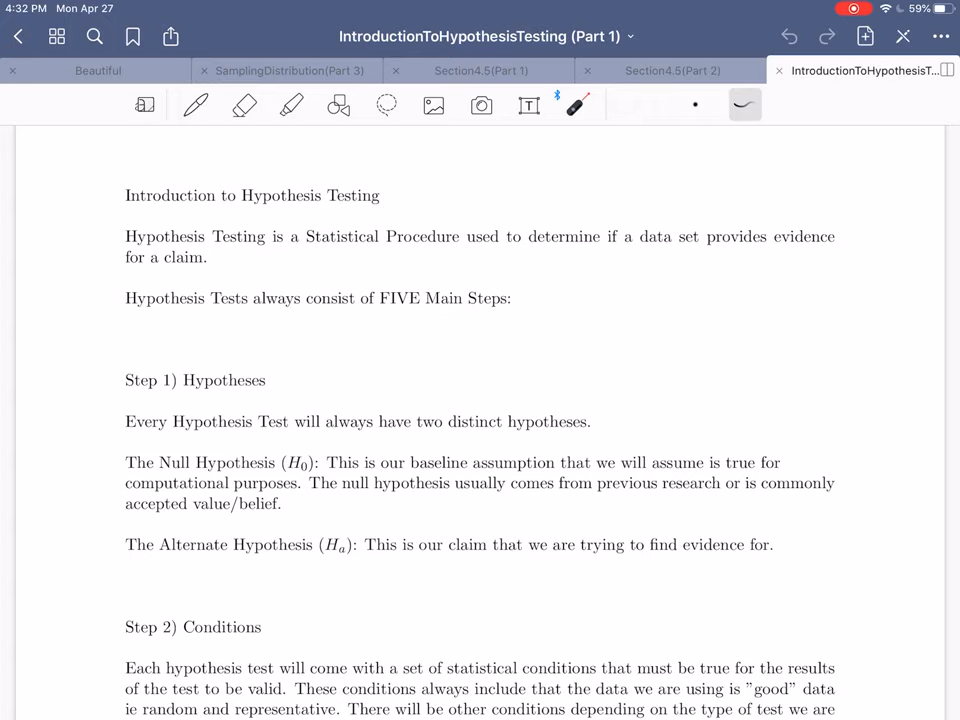 4:32 PM Mon Apr 27
59%
IntroductionToHypothesisTesting (Part 1)
Beautiful
SamplingDistribution(Part 3)
Section4.5(Part 1)
Section4.5(Part 2)
IntroductionToHypothesisT...
Introduction to Hypothesis Testing
Hypothesis Testing is a Statistical Procedure used to determine if a data set provides evidence
for a claim.
Hypothesis Tests always consist of FIVE Main Steps:
Step 1) Hypotheses
Every Hypothesis Test will always have two distinct hypotheses.
The Null Hypothesis (H₀): This is our baseline assumption that we will assume is true for
computational purposes. The null hypothesis usually comes from previous research or is commonly
accepted value/belief.
The Alternate Hypothesis (Hₐ): This is our claim that we are trying to find evidence for.
Step 2) Conditions
Each hypothesis test will come with a set of statistical conditions that must be true for the results
of the test to be valid. These conditions always include that the data we are using is "good" data
ie random and representative. There will be other conditions depending on the type of test we are